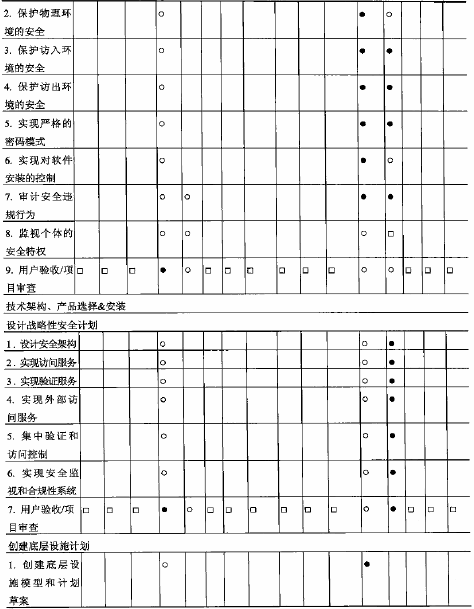 2. 保护物理环 ○ ● ○
境的安全
3. 保护访入环 ○ ● ●
境的安全
4. 保护访出环 ○ ● ●
境的安全
5. 实现严格的 ○ ● ●
密码模式
6. 实现对软件 ○ ● ○
安装的控制
7. 审计安全违 ○ ○ ● ●
规行为
8. 监视个体的 ○ ○ ○ □
安全特权
9. 用户验收/项 □ □ □ ● ○ □ □ □ □ □ □ ○ ○ □ □ □
目审查
技术架构、产品选择&安装
设计战略性安全计划
1. 设计安全架构 ○ ○ ●
2. 实现访问服务 ○ ○ ●
3. 实现验证服务 ○ ○ ●
4. 实现外部访 ○ ○ ●
问服务
5. 集中验证和 ○ ○ ●
访问控制
6. 实现安全监 ○ ○ ●
视和合规性系统
7. 用户验收/项 □ □ □ ● ○ □ □ □ □ □ □ ○ ● □ □ □
目审查
创建底层设施计划
1. 创建底层设 ○ ●
施模型和计划
草案